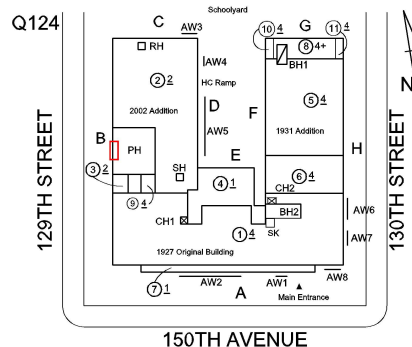 Schoolyard
Q124
C
AW3
10 4
G
11 4
RH
8 4+
BH1
AW4
2 2
HC Ramp
2002 Addition
D
F
5 4
AW5
1931 Addition
N
129TH STREET
B
PH
E
H
130TH STREET
3 2
SH
4 1
6 4
CH2
9 4
AW6
CH1
BH2
1 4
SK
AW7
1927 Original Building
7 1
AW2
A
AW1
AW8
Main Entrance
150TH AVENUE